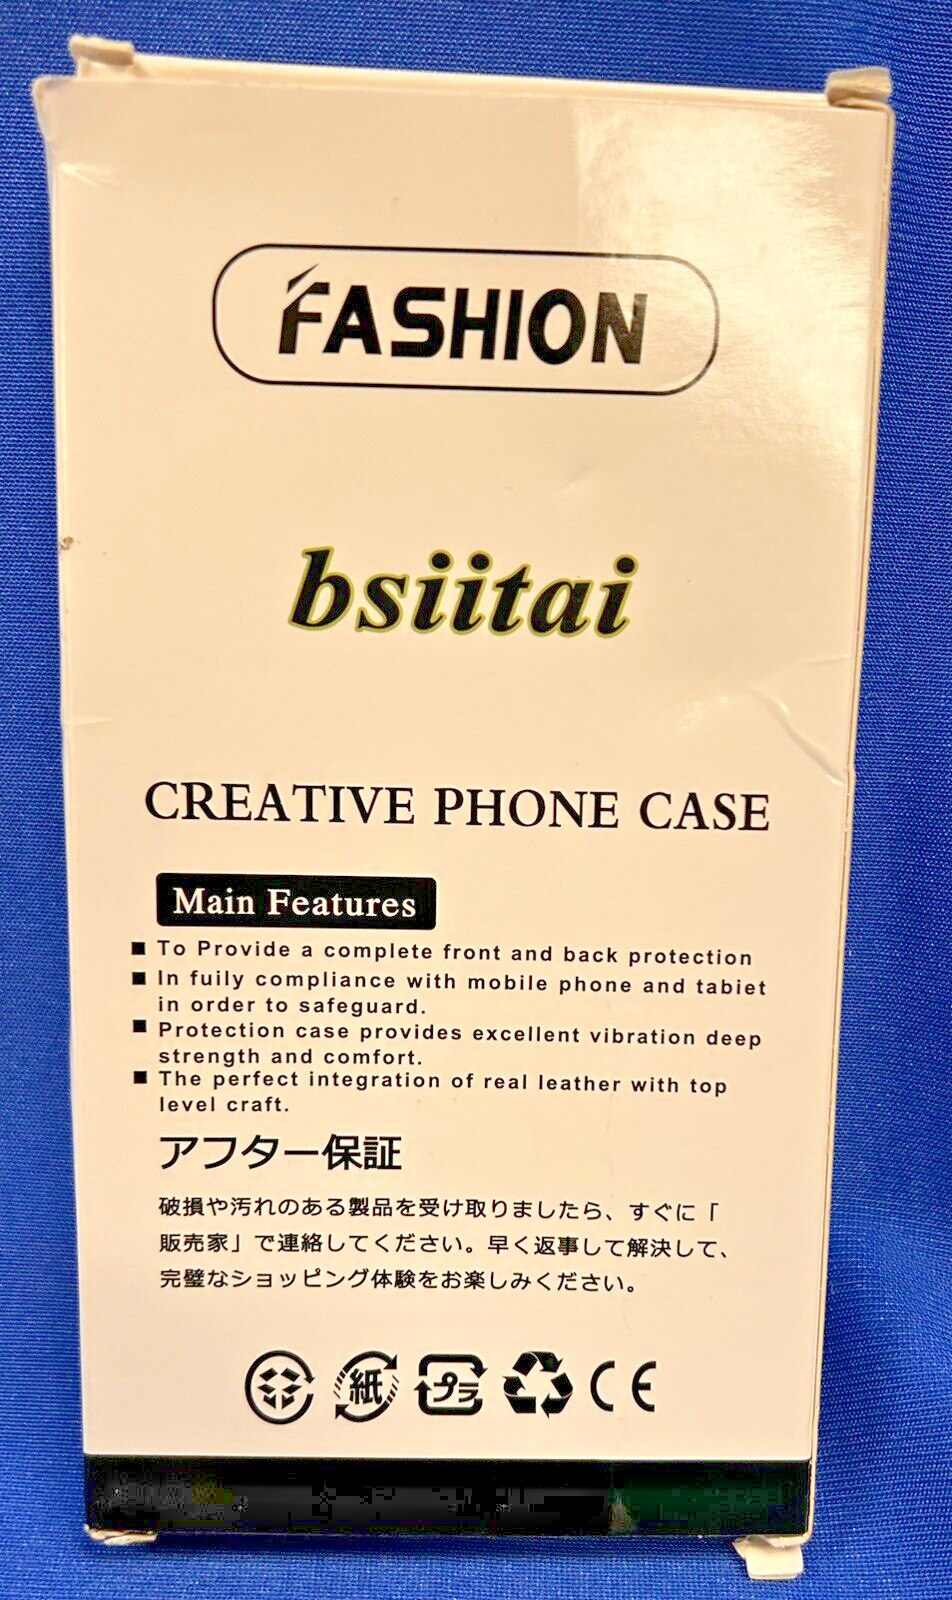 FASHION
bsiitai
CREATIVE PHONE CASE
Main Features
■ To Provide a complete front and back protection
■ In fuily compliance with mobile phone and tabiet
in order to safeguard.
■ Protection case provides excellent vibration deep
strength and comfort.
■ The perfect integration of real leather with top
level craft.
アフター保証
破損や汚れのある製品を受け取りましたら、すぐに「
販売家」で連絡してください。早く返事して解決して、
完璧なショッピング体験をお楽しみください。
紙 プラ CE